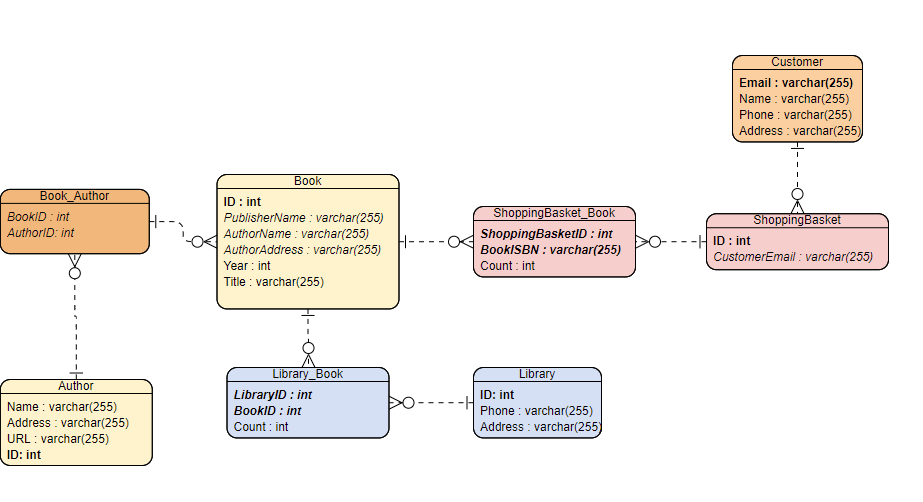 Customer
Email : varchar(255)
Name : varchar(255)
Phone : varchar(255)
Address : varchar(255)
Book_Author
BookID : int
AuthorID: int
Book
ID : int
PublisherName : varchar(255)
AuthorName : varchar(255)
AuthorAddress : varchar(255)
Year : int
Title : varchar(255)
ShoppingBasket_Book
ShoppingBasketID : int
BookISBN : varchar(255)
Count : int
ShoppingBasket
ID : int
CustomerEmail : varchar(255)
Author
Name : varchar(255)
Address : varchar(255)
URL : varchar(255)
ID: int
Library_Book
LibraryID : int
BookID : int
Count : int
Library
ID: int
Phone : varchar(255)
Address : varchar(255)